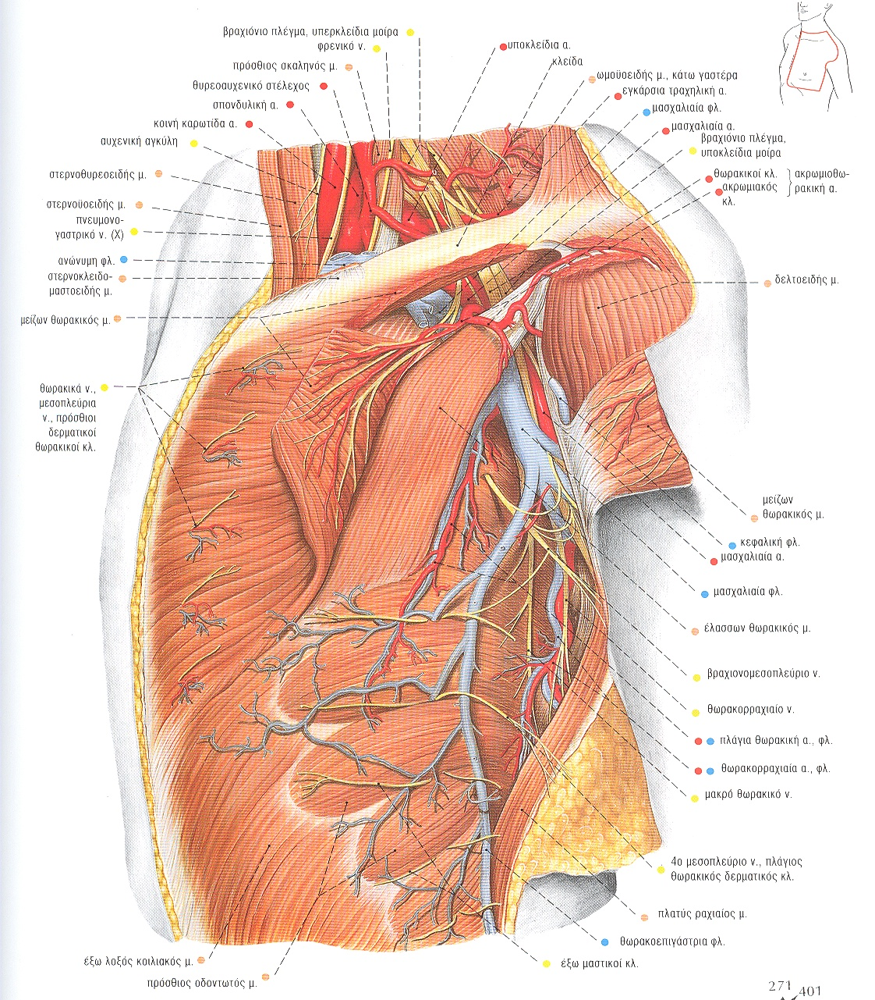 βραχιόνιο πλέγμα, υπερκλείδια μοίρα
φρενικό ν.
πρόσθιος σκαληνός μ.
θυρεοαυχενικό στέλεχος
σπονδυλική α.
κοινή καρωτίδα α.
αυχενική αγκύλη
στερνοθυρεοειδής μ.
στερνοϋοειδής μ.
πνευμονο-
γαστρικό ν. (X)
ανώνυμη φλ.
στερνοκλειδο-
μαστοειδής μ.
μείζων θωρακικός μ.
θωρακικά ν.,
μεσοπλεύρια
ν., πρόσθιοι
δερματικοί
θωρακικοί κλ.
έξω λοξός κοιλιακός μ.
πρόσθιος οδοντωτός μ.
υποκλείδια α.
κλείδα
ωμοϋοειδής μ., κάτω γαστέρα
εγκάρσια τραχηλική α.
μασχαλιαία φλ.
μασχαλιαία α.
βραχιόνιο πλέγμα,
υποκλείδια μοίρα
θωρακικοί κλ.
ακρωμιακός
κλ.
ακρωμιοθω-
ρακική α.
δελτοειδής μ.
μείζων
θωρακικός μ.
κεφαλική φλ.
μασχαλιαία α.
μασχαλιαία φλ.
έλασσων θωρακικός μ.
βραχιονομεσοπλεύριο ν.
θωρακορραχιαίο ν.
πλάγια θωρακική α., φλ.
θωρακορραχιαία α., φλ.
μακρό θωρακικό ν.
4ο μεσοπλεύριο ν., πλάγιος
θωρακικός δερματικός κλ.
πλατύς ραχιαίος μ.
θωρακοεπιγάστρια φλ.
έξω μαστικοί κλ.
271
401